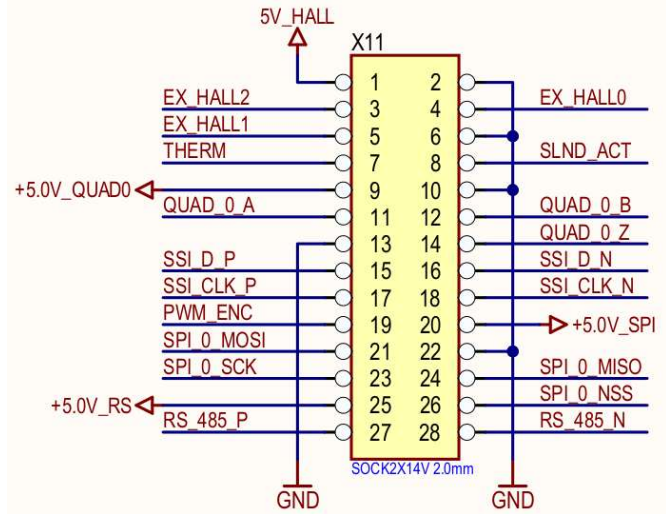 5V_HALL
X11
1 2
EX_HALL2 3 4 EX_HALL0
EX_HALL1 5 6
THERM 7 8 SLND_ACT
+5.0V_QUAD0 9 10
QUAD_0_A 11 12 QUAD_0_B
13 14 QUAD_0_Z
SSI_D_P 15 16 SSI_D_N
SSI_CLK_P 17 18 SSI_CLK_N
PWM_ENC 19 20 +5.0V_SPI
SPI_0_MOSI 21 22
SPI_0_SCK 23 24 SPI_0_MISO
+5.0V_RS 25 26 SPI_0_NSS
RS_485_P 27 28 RS_485_N
SOCK2X14V 2.0mm
GND GND